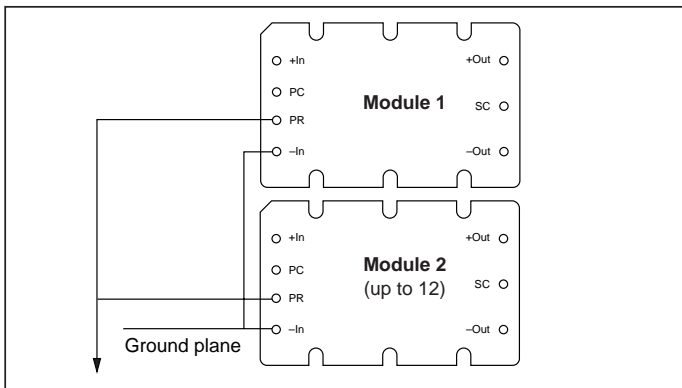 +In
+Out
PC
Module 1
SC
PR
–In
–Out
+In
+Out
PC
Module 2
(up to 12)
SC
PR
–In
–Out
Ground plane